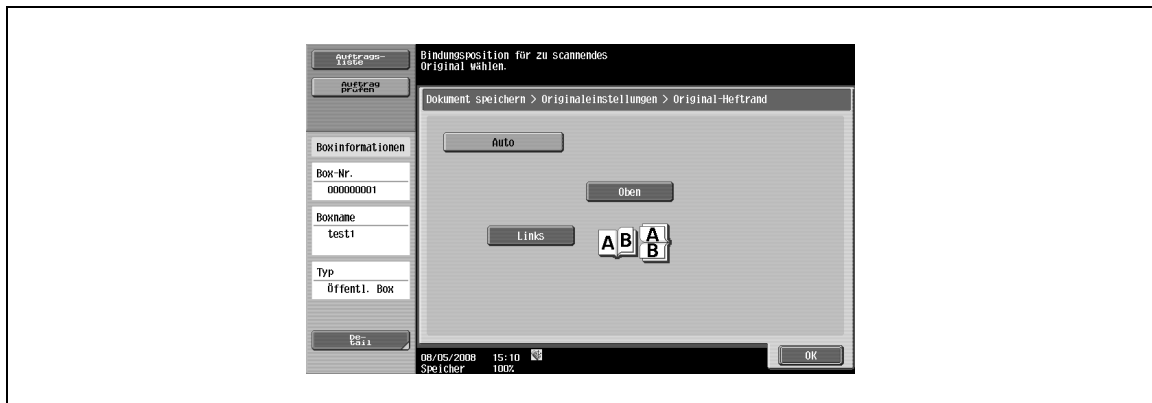 Auftrags-
liste
Auftrag
prüfen
Bindungsposition für zu scannendes
Original wählen.
Dokument speichern > Originaleinstellungen > Original-Heftrand
Auto
Oben
Links
A B
A
B
Boxinformationen
Box-Nr.
000000001
Boxname
test1
Typ
Öffentl. Box
De-
tail
08/05/2008 15:10
Speicher 100%
OK